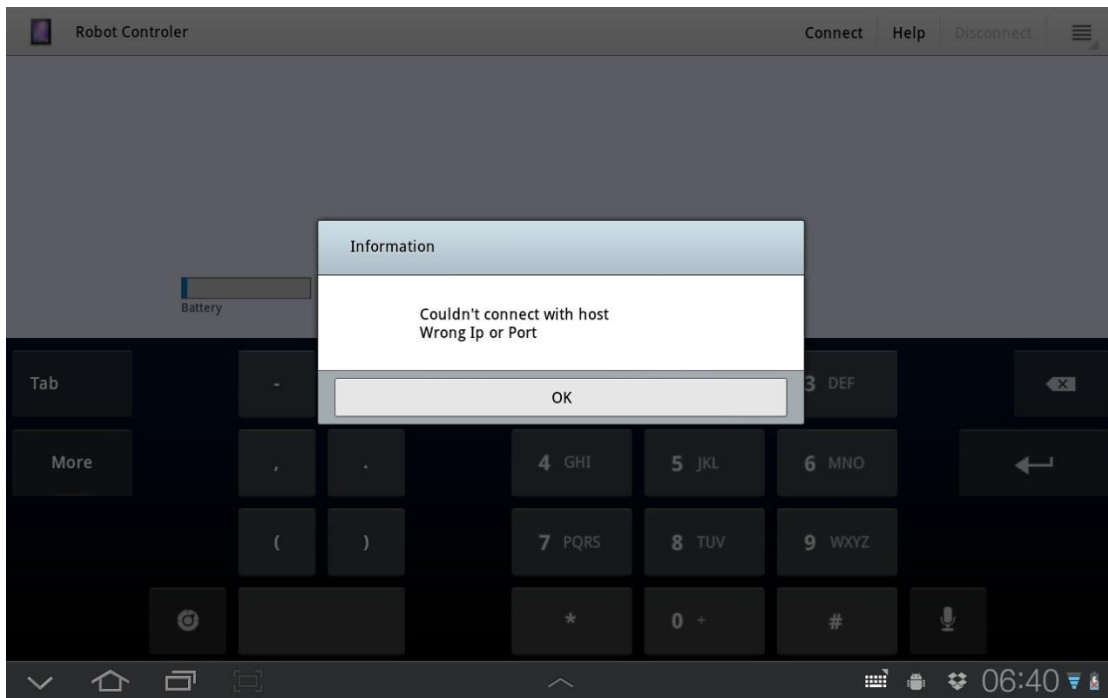 Robot Controler
Connect
Help
Disconnect
Information
Couldn't connect with host
Wrong Ip or Port
OK
Battery
Tab
-
3 DEF
More
,
.
4 GHI
5 JKL
6 MNO
(
)
7 PQRS
8 TUV
9 WXYZ
*
0 +
#
06:40